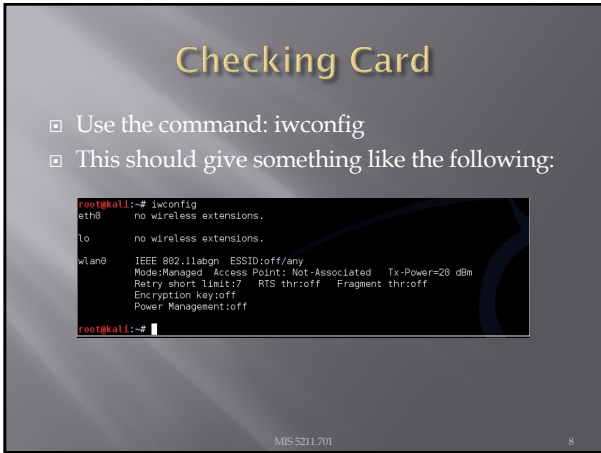 Checking Card
Use the command: iwconfig
This should give something like the following:
root@kali:~# iwconfig
eth0      no wireless extensions.
lo        no wireless extensions.
wlan0     IEEE 802.11abgn  ESSID:off/any
          Mode:Managed  Access Point: Not-Associated   Tx-Power=20 dBm
          Retry short limit:7   RTS thr:off   Fragment thr:off
          Encryption key:off
          Power Management:off
root@kali:~#
MIS 5211.701
8